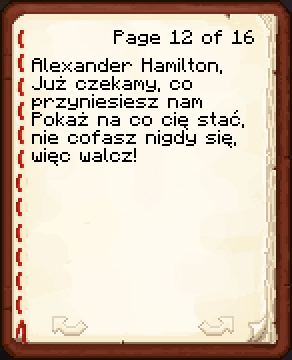 Page 12 of 16
Alexander Hamilton,
Już czekamy, co
przyniesiesz nam
Pokaż na co cię stać,
nie cofasz nigdy się,
więc walcz!